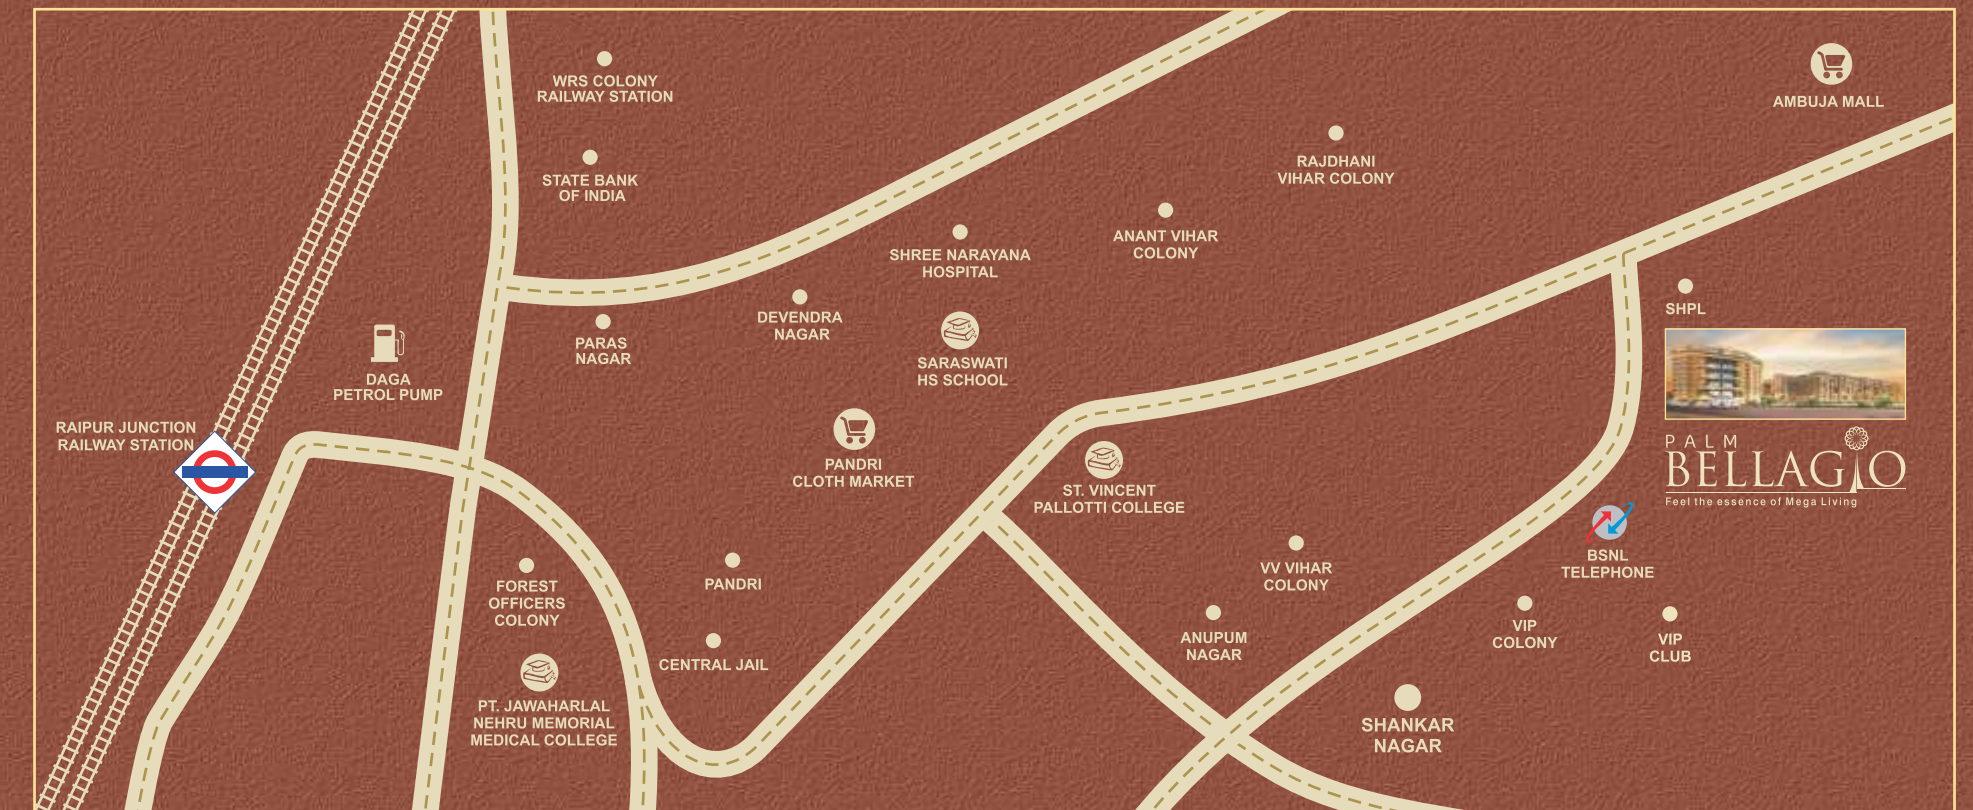 WRS COLONY
RAILWAY STATION
AMBUJA MALL
STATE BANK
OF INDIA
RAJDHANI
VIHAR COLONY
SHREE NARAYANA
HOSPITAL
ANANT VIHAR
COLONY
SHPL
DEVENDRA
NAGAR
PARAS
NAGAR
SARASWATI
HS SCHOOL
DAGA
PETROL PUMP
RAIPUR JUNCTION
RAILWAY STATION
PANDRI
CLOTH MARKET
ST. VINCENT
PALLOTTI COLLEGE
PALM
BELLAGIO
Feel the essence of Mega Living
BSNL
TELEPHONE
FOREST
OFFICERS
COLONY
PANDRI
VV VIHAR
COLONY
CENTRAL JAIL
ANUPUM
NAGAR
VIP
COLONY
VIP
CLUB
PT. JAWAHARLAL
NEHRU MEMORIAL
MEDICAL COLLEGE
SHANKAR
NAGAR